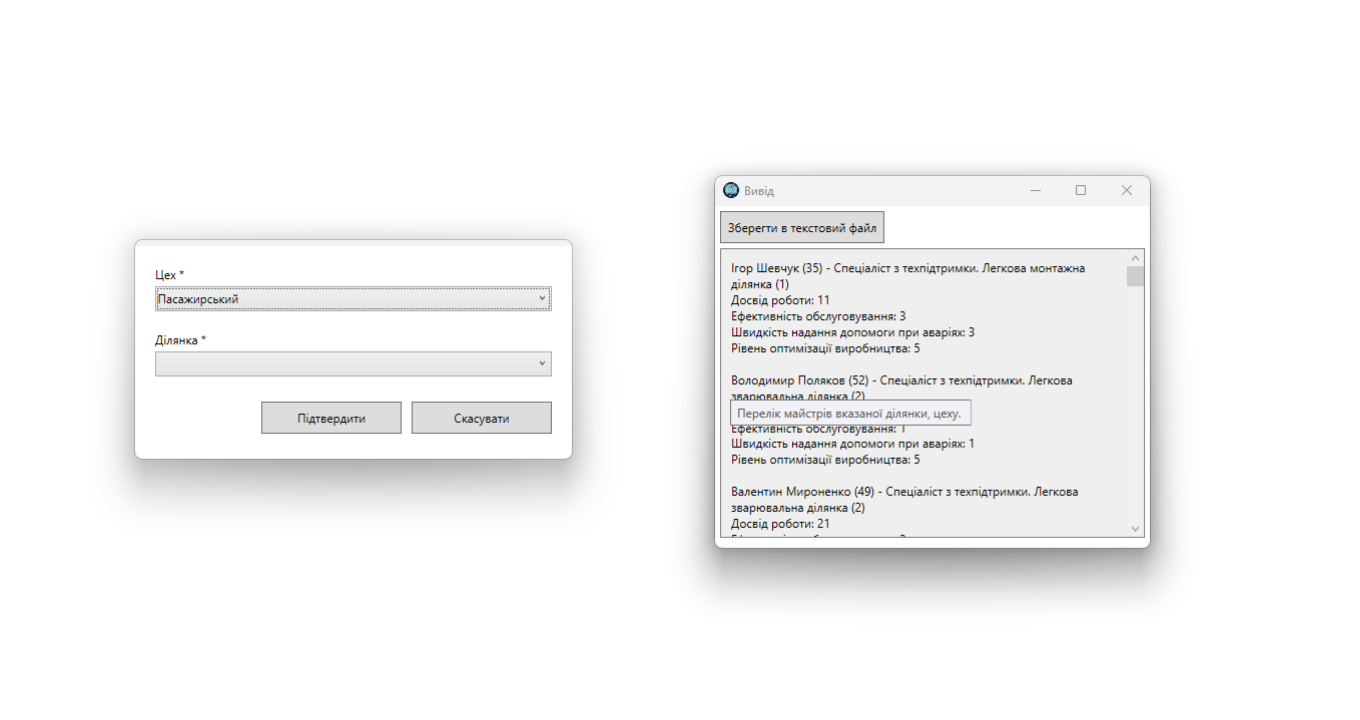 Цех *
Пасажирський
Ділянка *
Підтвердити
Скасувати
Вивід
Зберегти в текстовий файл
Ігор Шевчук (35) - Спеціаліст з техпідтримки. Легкова монтажна
ділянка (1)
Досвід роботи: 11
Ефективність обслуговування: 3
Швидкість надання допомоги при аваріях: 3
Рівень оптимізації виробництва: 5
Володимир Поляков (52) - Спеціаліст з техпідтримки. Легкова
зварювальна ділянка (2)
Перелік майстрів вказаної ділянки, цеху.
Ефективність обслуговування: 1
Швидкість надання допомоги при аваріях: 1
Рівень оптимізації виробництва: 5
Валентин Мироненко (49) - Спеціаліст з техпідтримки. Легкова
зварювальна ділянка (2)
Досвід роботи: 21